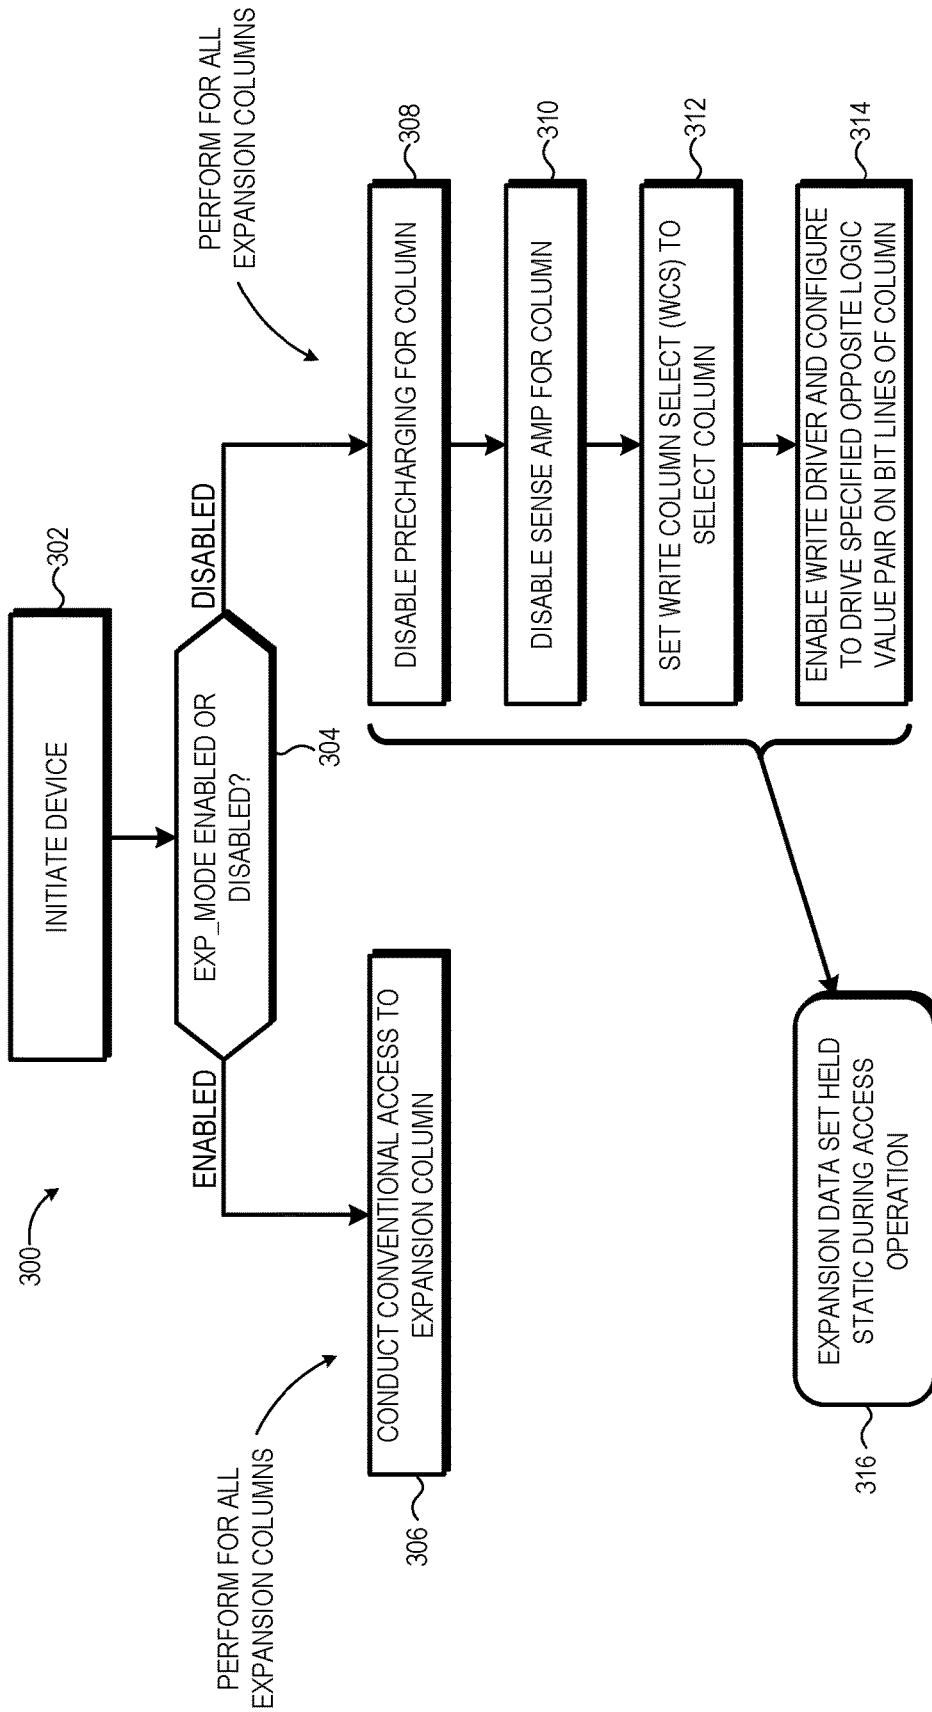 300
INITIATE DEVICE
302
EXP_MODE ENABLED OR
DISABLED?
304
ENABLED
DISABLED
PERFORM FOR ALL
EXPANSION COLUMNS
CONDUCT CONVENTIONAL ACCESS TO
EXPANSION COLUMN
306
PERFORM FOR ALL
EXPANSION COLUMNS
DISABLE PRECHARGING FOR COLUMN
308
DISABLE SENSE AMP FOR COLUMN
310
SET WRITE COLUMN SELECT (WCS) TO
SELECT COLUMN
312
ENABLE WRITE DRIVER AND CONFIGURE
TO DRIVE SPECIFIED OPPOSITE LOGIC
VALUE PAIR ON BIT LINES OF COLUMN
314
EXPANSION DATA SET HELD
STATIC DURING ACCESS
OPERATION
316